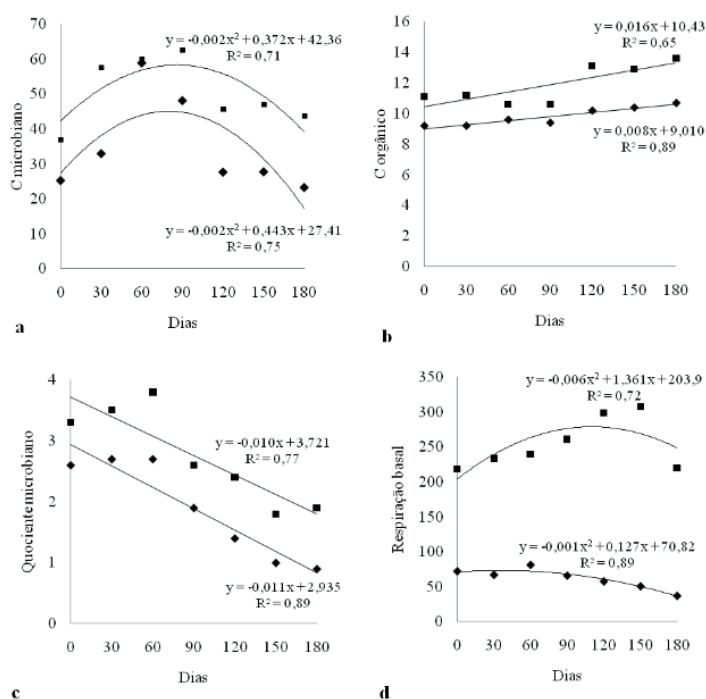 70
60
50
40
30
20
10
0
C microbiano
y = -0,002x² + 0,372x + 42,36
R² = 0,71
y = -0,002x² + 0,443x + 27,41
R² = 0,75
0 30 60 90 120 150 180
Dias
a
16
14
12
10
8
6
4
2
0
C orgânico
y = 0,016x + 10,43
R² = 0,65
y = 0,008x + 9,010
R² = 0,89
0 30 60 90 120 150 180
Dias
b
4
3
2
1
0
Quociente microbiano
y = -0,010x + 3,721
R² = 0,77
y = -0,011x + 2,935
R² = 0,89
0 30 60 90 120 150 180
Dias
c
350
300
250
200
150
100
50
0
Respiração basal
y = -0,006x² + 1,361x + 203,9
R² = 0,72
y = -0,001x² + 0,127x + 70,82
R² = 0,89
0 30 60 90 120 150 180
Dias
d